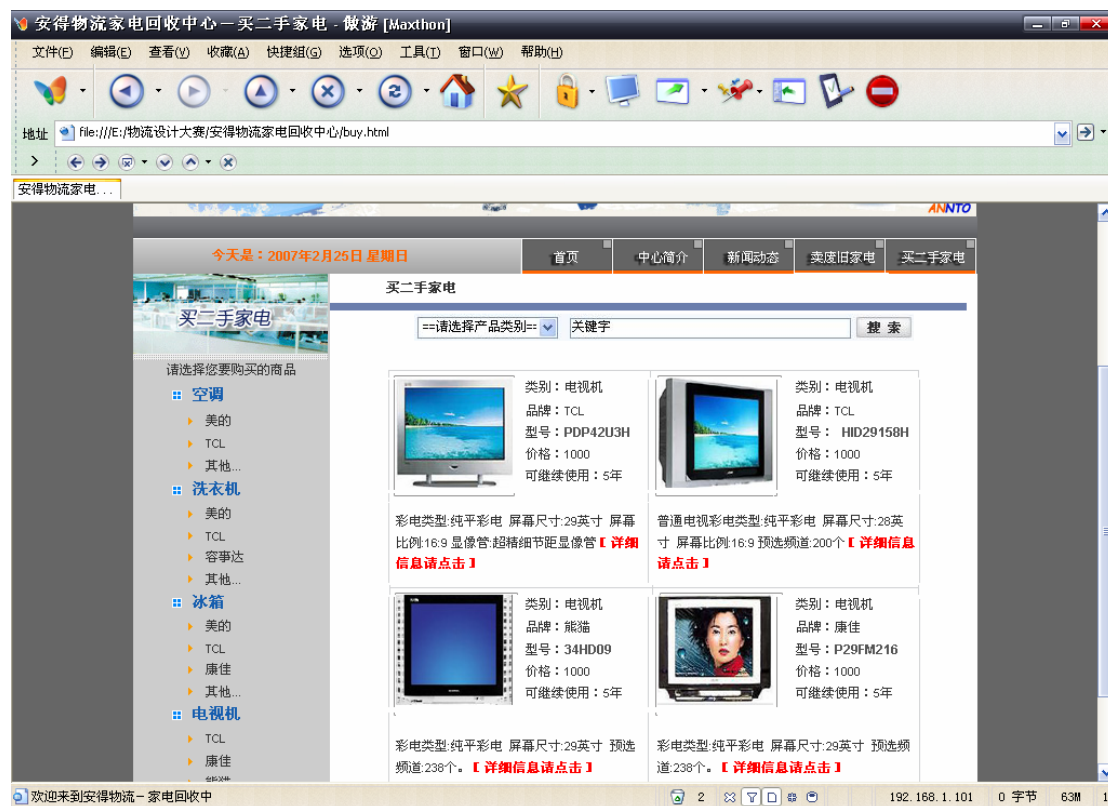 安得物流家电回收中心－买二手家电 - 傲游 [Maxthon]
文件(F) 编辑(E) 查看(V) 收藏(A) 快捷组(G) 选项(O) 工具(T) 窗口(W) 帮助(H)
地址 file:///E:/物流设计大赛/安得物流家电回收中心/buy.html
安得物流家电...
ANNTO
今天是：2007年2月25日 星期日
首页 中心简介 新闻动态 卖废旧家电 买二手家电
买二手家电
买二手家电
==请选择产品类别== 关键字 搜 索
请选择您要购买的商品
空调
美的
TCL
其他...
洗衣机
美的
TCL
容事达
其他...
冰箱
美的
TCL
康佳
其他...
电视机
TCL
康佳
熊猫
类别：电视机
品牌：TCL
型号：PDP42U3H
价格：1000
可继续使用：5年
彩电类型:纯平彩电 屏幕尺寸:29英寸 屏幕
比例:16:9 显像管:超精细节距显像管【 详细
信息请点击 】
类别：电视机
品牌：TCL
型号： HID29158H
价格：1000
可继续使用：5年
普通电视彩电类型:纯平彩电 屏幕尺寸:28英
寸 屏幕比例:16:9 预选频道:200个【 详细信息
请点击 】
类别：电视机
品牌：熊猫
型号：34HD09
价格：1000
可继续使用：5年
彩电类型:纯平彩电 屏幕尺寸:29英寸 预选
频道:238个。【 详细信息请点击 】
类别：电视机
品牌：康佳
型号：P29FM216
价格：1000
可继续使用：5年
彩电类型:纯平彩电 屏幕尺寸:29英寸 预选频
道:238个。【 详细信息请点击 】
欢迎来到安得物流－家电回收中 2 192.168.1.101 0 字节 63M 1